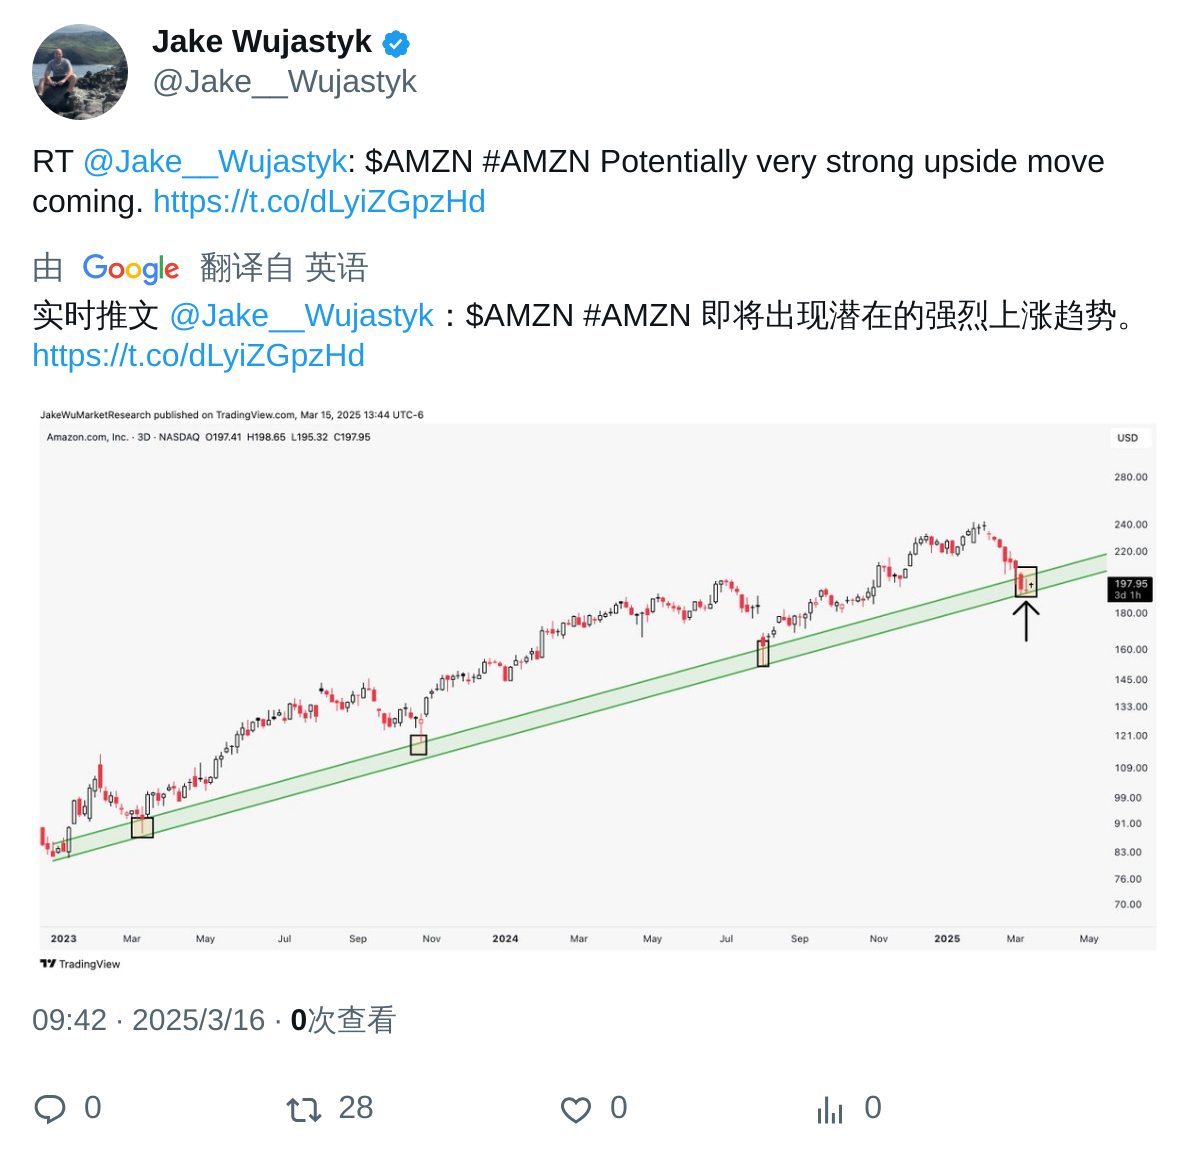 Jake Wujastyk
@Jake__Wujastyk
RT @Jake__Wujastyk: $AMZN #AMZN Potentially very strong upside move
coming. https://t.co/dLyiZGpzHd
由 Google 翻译自 英语
实时推文 @Jake__Wujastyk：$AMZN #AMZN 即将出现潜在的强烈上涨趋势。
https://t.co/dLyiZGpzHd
JakeWuMarketResearch published on TradingView.com, Mar 15, 2025 13:44 UTC-6
Amazon.com, Inc. · 3D · NASDAQ O197.41 H198.65 L195.32 C197.95
USD
280.00
240.00
220.00
197.95
3d 1h
180.00
160.00
145.00
133.00
121.00
109.00
99.00
91.00
83.00
76.00
70.00
2023 Mar May Jul Sep Nov 2024 Mar May Jul Sep Nov 2025 Mar May
TradingView
09:42 · 2025/3/16 · 0次查看
0 28 0 0